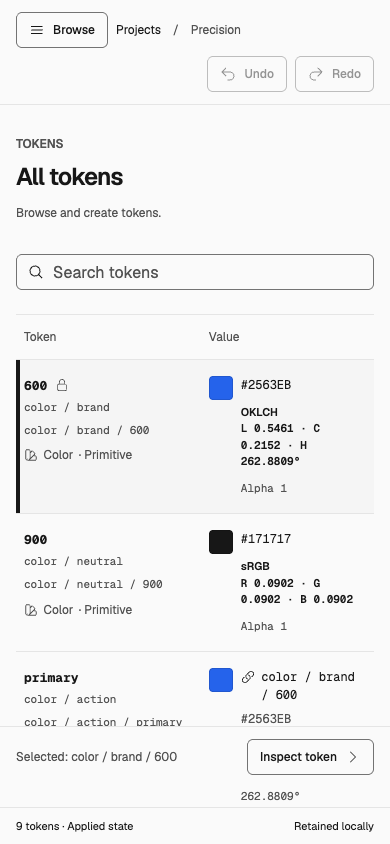 Browse Projects / Precision
Undo Redo
TOKENS
All tokens
Browse and create tokens.
Search tokens
Token Value
600 #2563EB
color / brand
OKLCH
color / brand / 600
L 0.5461 · C
0.2152 · H
262.8809°
Color · Primitive
Alpha 1
900 #171717
color / neutral
sRGB
color / neutral / 900
R 0.0902 · G
0.0902 · B 0.0902
Color · Primitive
Alpha 1
primary color / brand
/ 600
color / action
#2563EB
color / action / primary
Selected: color / brand / 600 Inspect token
262.8809°
9 tokens · Applied state Retained locally